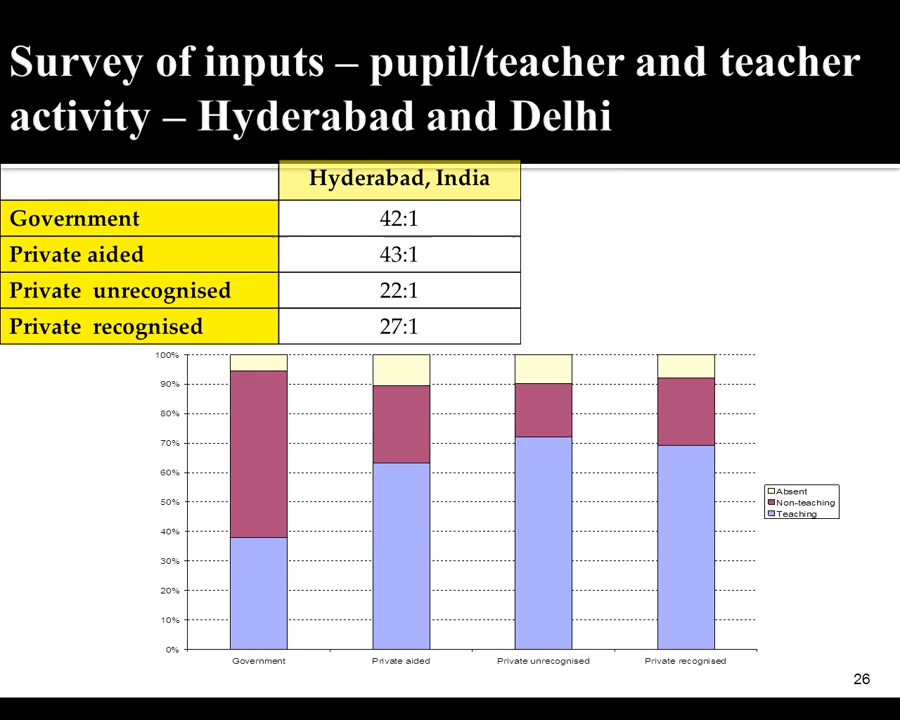 Survey of inputs – pupil/teacher and teacher
activity – Hyderabad and Delhi
Hyderabad, India
Government 42:1
Private aided 43:1
Private unrecognised 22:1
Private recognised 27:1
100%
90%
80%
70%
60%
50%
40%
30%
20%
10%
0%
Government Private aided Private unrecognised Private recognised
Absent
Non-teaching
Teaching
26